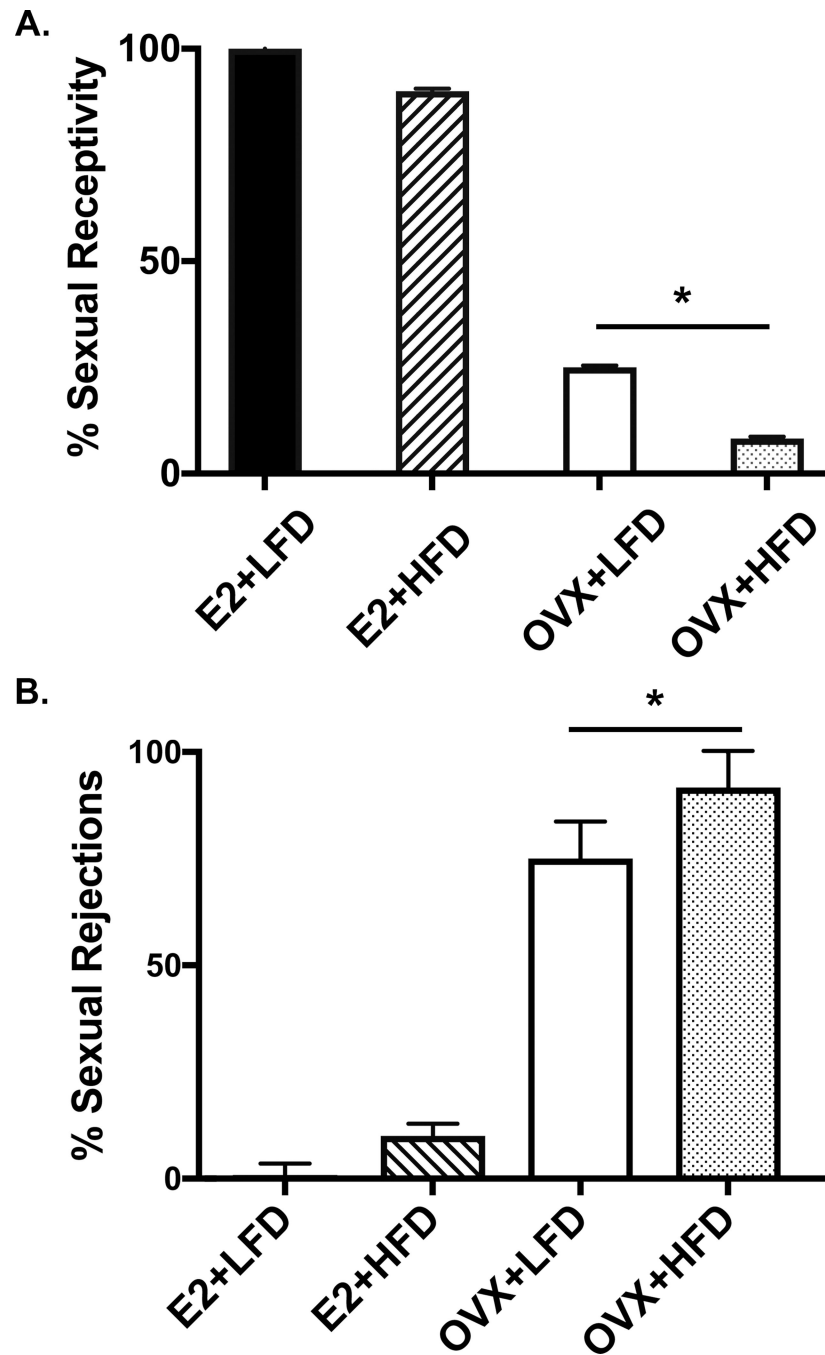 A.
% Sexual Receptivity
100
50
0
*
E2+LFD
E2+HFD
OVX+LFD
OVX+HFD
B.
% Sexual Rejections
100
50
0
*
E2+LFD
E2+HFD
OVX+LFD
OVX+HFD